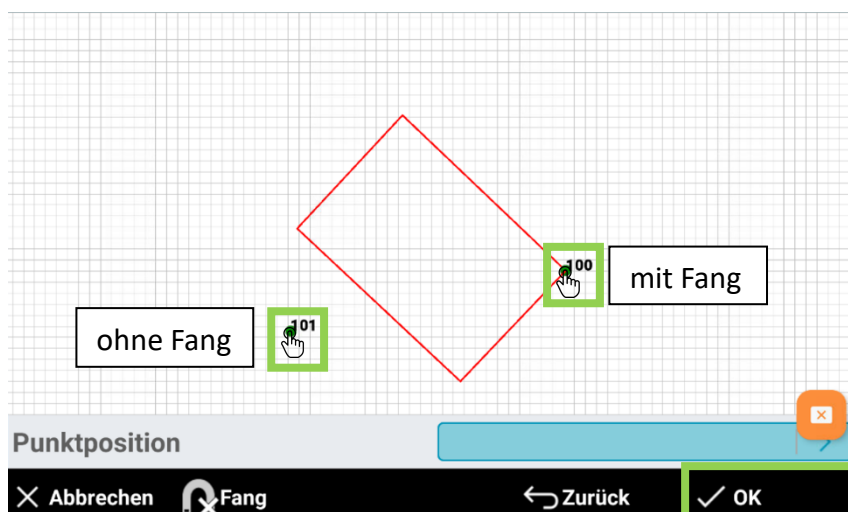 100
mit Fang
101
ohne Fang
Punktposition
Abbrechen Fang Zurück OK